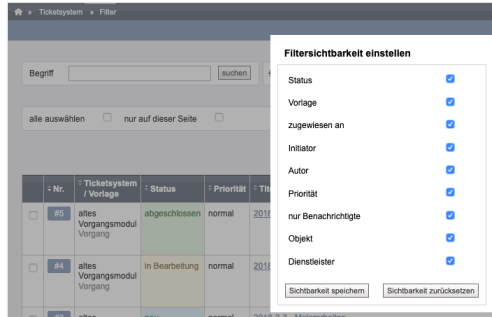 » Ticketsystem » Filter
Filtersichtbarkeit einstellen
Begriff suchen
alle auswählen nur auf dieser Seite
Status
Vorlage
zugewiesen an
Initiator
Autor
Priorität
nur Benachrichtigte
Objekt
Dienstleister
Sichtbarkeit speichern Sichtbarkeit zurücksetzen
Nr. Ticketsystem / Vorlage Status Priorität
#5 altes Vorgangsmodul Vorgang abgeschlossen normal 2018
#4 altes Vorgangsmodul Vorgang in Bearbeitung normal 2018